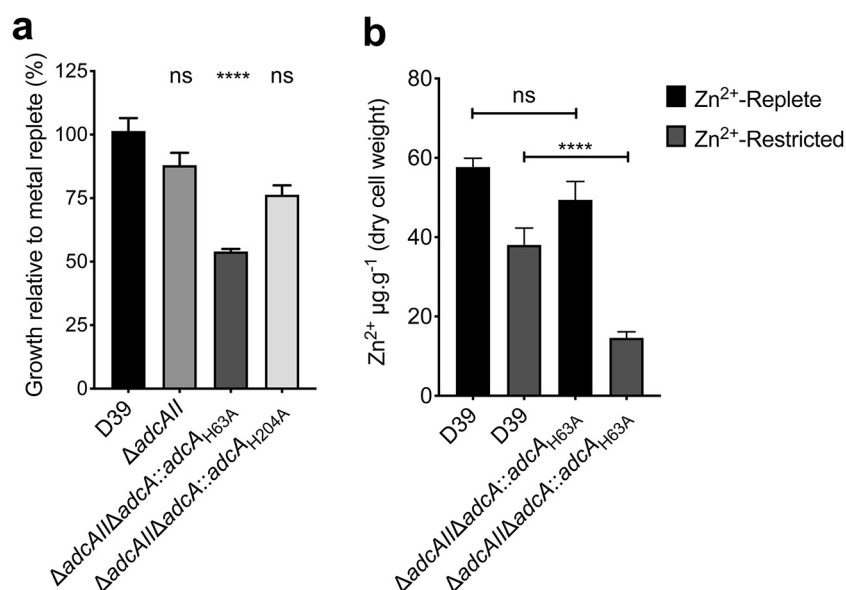 a
Growth relative to metal replete (%)
125
100
75
50
25
0
ns
****
ns
D39
ΔadcAII
ΔadcAIIΔadcA::adcAH63A
ΔadcAIIΔadcA::adcAH204A
b
Zn2+ µg.g-1 (dry cell weight)
80
60
40
20
0
ns
****
D39
D39
ΔadcAIIΔadcA::adcAH63A
ΔadcAIIΔadcA::adcAH63A
Zn2+-Replete
Zn2+-Restricted